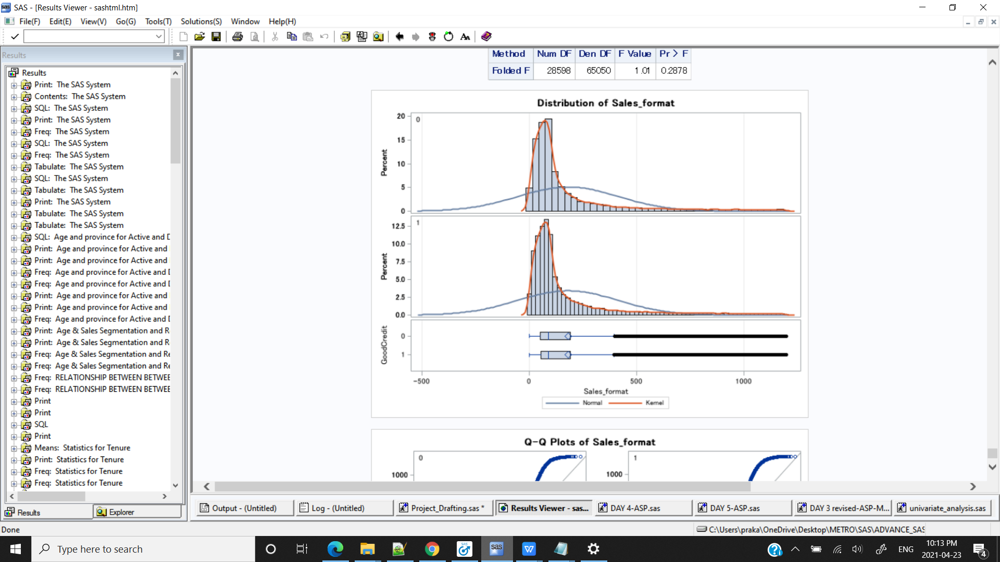 SAS - [Results Viewer - sashtml.htm]
File(F) Edit(E) View(V) Go(G) Tools(T) Solutions(S) Window Help(H)
Results
Results
Print: The SAS System
Contents: The SAS System
SQL: The SAS System
Print: The SAS System
Freq: The SAS System
SQL: The SAS System
Freq: The SAS System
Tabulate: The SAS System
SQL: The SAS System
Tabulate: The SAS System
Print: The SAS System
Tabulate: The SAS System
Tabulate: The SAS System
SQL: Age and province for Active and
Print: Age and province for Active and
Print: Age and province for Active and
Freq: Age and province for Active and
Freq: Age and province for Active and
Print: Age and province for Active and
Print: Age and province for Active and
Freq: Age and province for Active and
Print: Age & Sales Segmentation and R
Print: Age & Sales Segmentation and R
Freq: Age & Sales Segmentation and Re
Freq: Age & Sales Segmentation and Re
Freq: RELATIONSHIP BETWEEN BETWEE
Freq: RELATIONSHIP BETWEEN BETWEE
Print
Print
SQL
Print
Means: Statistics for Tenure
Print: Statistics for Tenure
Freq: Statistics for Tenure
Freq: Statistics for Tenure
Results Explorer
Method Num DF Den DF F Value Pr > F
Folded F 28598 65050 1.01 0.2878
Distribution of Sales_format
0
20
15
10
5
0
Percent
1
12.5
10.0
7.5
5.0
2.5
0.0
Percent
GoodCredit
0
1
-500 0 500 1000
Sales_format
Normal Kernel
Q-Q Plots of Sales_format
0 1
1000 1000
Output - (Untitled) Log - (Untitled) Project_Drafting.sas * Results Viewer - sas... DAY 4-ASP.sas DAY 5-ASP.sas DAY 3 revised-ASP-M... univariate_analysis.sas
Done
C:\Users\praka\OneDrive\Desktop\METRO\SAS\ADVANCE_SAS
Type here to search
SAS
sas
W
ENG
10:13 PM
2021-04-23
4